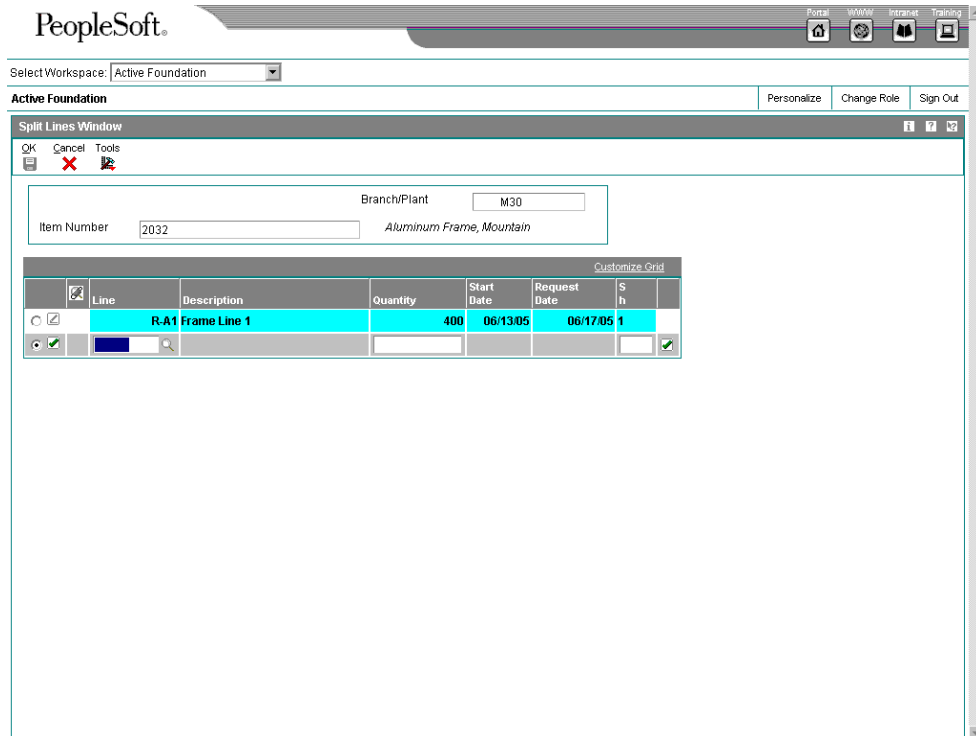 Portal WWW Intranet Training
PeopleSoft®
Select Workspace: Active Foundation
Active Foundation Personalize Change Role Sign Out
Split Lines Window
OK Cancel Tools
Branch/Plant M30
Item Number 2032 Aluminum Frame, Mountain
Customize Grid
Line Description Quantity Start Date Request Date S h
R-A1 Frame Line 1 400 06/13/05 06/17/05 1